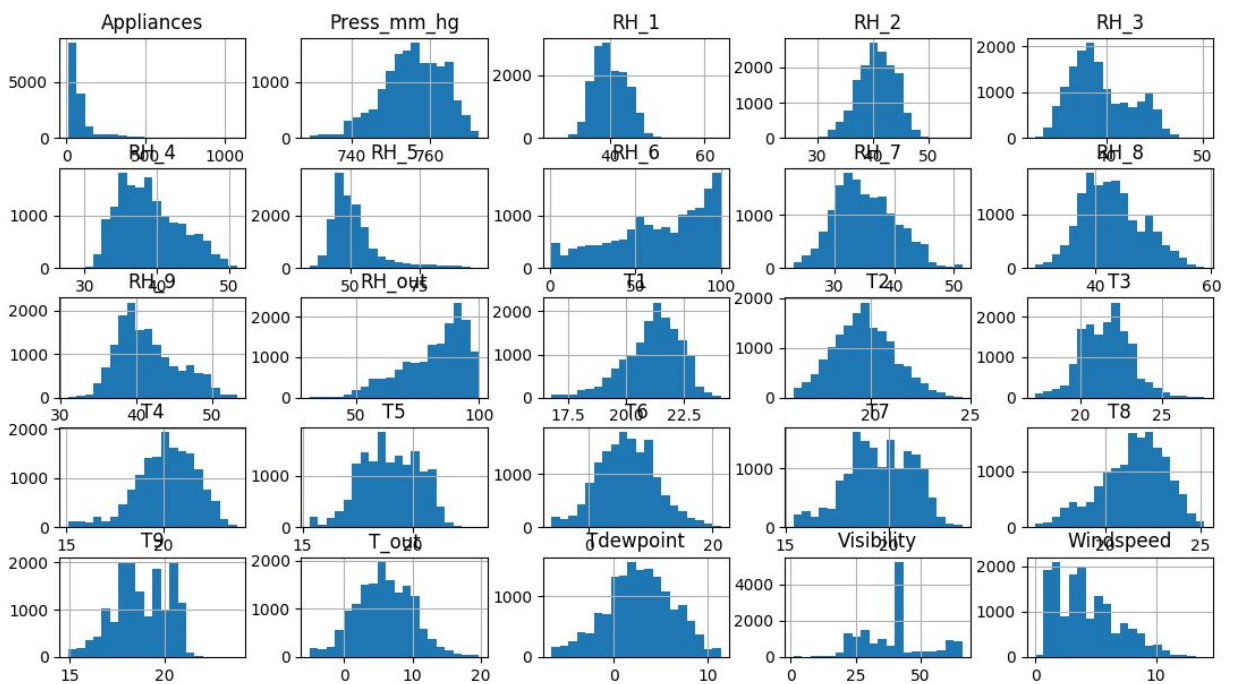 Appliances Press_mm_hg RH_1 RH_2 RH_3
5000 1000 2000 2000 2000
1000 1000
0 0 0 0 0
0 500 1000 740 760 40 60 30 40 50 40 50
RH_4 RH_5 RH_6 RH_7 RH_8
1000 2000 1000 1000 1000
0 0 0 0 0
30 40 50 50 75 0 50 100 30 40 50 40 60
RH_9 RH_out T1 T2 T3
2000 2000 2000 2000 2000
1000 1000 1000 1000 1000
0 0 0 0 0
30 40 50 50 100 17.5 20.0 22.5 20 25 20 25
T4 T5 T6 T7 T8
2000
1000 1000 1000 1000 1000
0 0 0 0 0
15 20 15 20 0 20 15 20 20 25
T9 T_out Tdewpoint Visibility Windspeed
2000 2000 4000 2000
1000 1000 1000 2000 1000
0 0 0 0 0
15 20 0 10 20 0 10 0 50 0 10